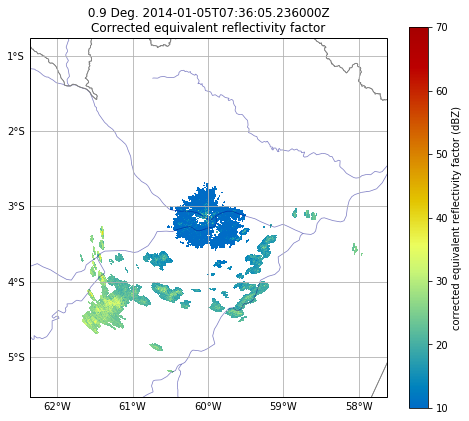 0.9 Deg. 2014-01-05T07:36:05.236000Z
Corrected equivalent reflectivity factor
1°S
2°S
3°S
4°S
5°S
62°W
61°W
60°W
59°W
58°W
70
60
50
40
30
20
10
corrected equivalent reflectivity factor (dBZ)